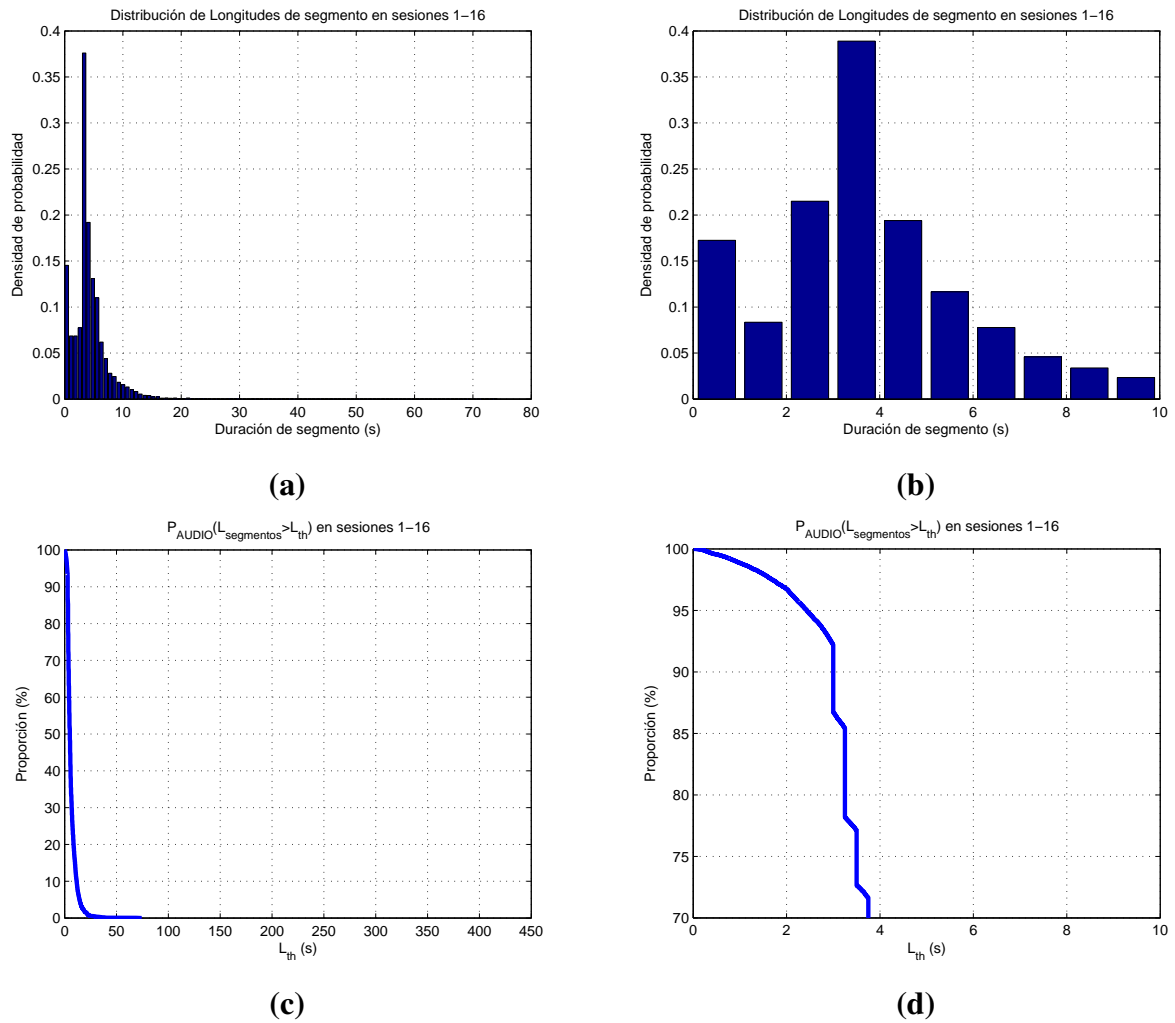 Distribución de Longitudes de segmento en sesiones 1−16
Densidad de probabilidad
0.4
0.35
0.3
0.25
0.2
0.15
0.1
0.05
0
0 10 20 30 40 50 60 70 80
Duración de segmento (s)
(a)
Distribución de Longitudes de segmento en sesiones 1−16
Densidad de probabilidad
0.4
0.35
0.3
0.25
0.2
0.15
0.1
0.05
0
0 2 4 6 8 10
Duración de segmento (s)
(b)
P_AUDIO(L_segmentos>L_th) en sesiones 1−16
Proporción (%)
100
90
80
70
60
50
40
30
20
10
0
0 50 100 150 200 250 300 350 400 450
L_th (s)
(c)
P_AUDIO(L_segmentos>L_th) en sesiones 1−16
Proporción (%)
100
95
90
85
80
75
70
0 2 4 6 8 10
L_th (s)
(d)